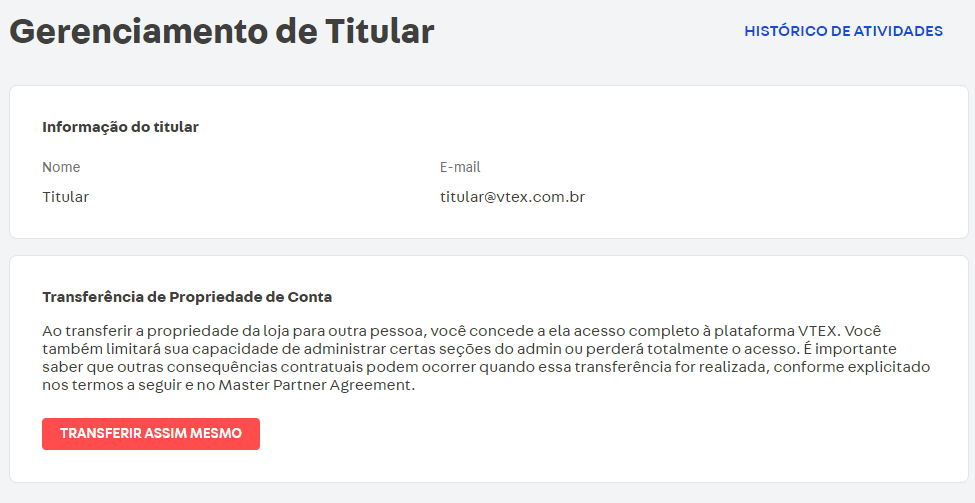 Gerenciamento de Titular
HISTÓRICO DE ATIVIDADES
Informação do titular
Nome
E-mail
Titular
titular@vtex.com.br
Transferência de Propriedade de Conta
Ao transferir a propriedade da loja para outra pessoa, você concede a ela acesso completo à plataforma VTEX. Você
também limitará sua capacidade de administrar certas seções do admin ou perderá totalmente o acesso. É importante
saber que outras consequências contratuais podem ocorrer quando essa transferência for realizada, conforme explicitado
nos termos a seguir e no Master Partner Agreement.
TRANSFERIR ASSIM MESMO